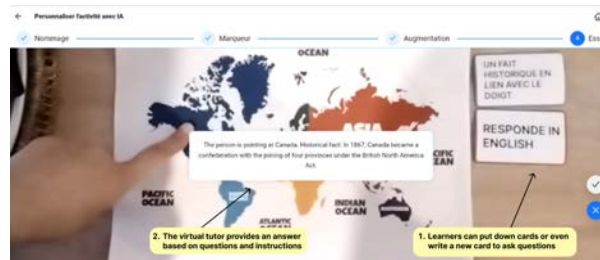 Personnaliser l'activité avec IA
Nommage
Marqueur
Augmentation
4
Ess
OCEAN
UN FAIT
HISTORIQUE EN
LIEN AVEC LE
DOIGT
RESPONDE IN
ENGLISH
ASIA
The person is pointing at Canada. Historical fact: In 1867, Canada became a
confederation with the joining of four provinces under the British North America
Act.
CIFIC
EAN
PACIFIC
OCEAN
INDIAN
OCEAN
ATLANTIC
2. The virtual tutor provides an answer
based on questions and instructions
1. Learners can put down cards or even
write a new card to ask questions